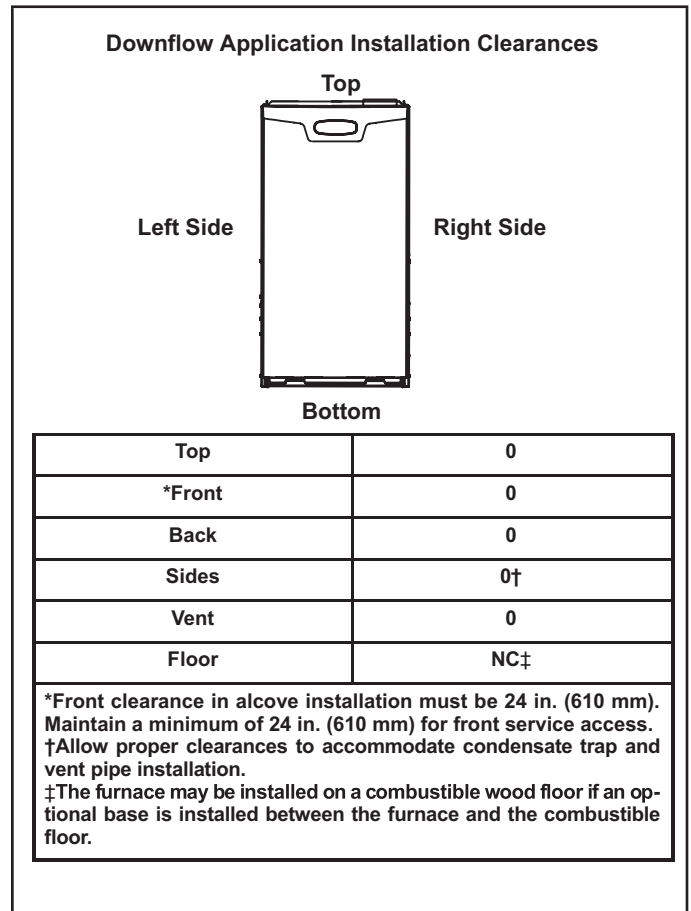 Downflow Application Installation Clearances
Top
Left Side
Right Side
Bottom
Top 0
*Front 0
Back 0
Sides 0†
Vent 0
Floor NC‡
*Front clearance in alcove installation must be 24 in. (610 mm).
Maintain a minimum of 24 in. (610 mm) for front service access.
†Allow proper clearances to accommodate condensate trap and
vent pipe installation.
‡The furnace may be installed on a combustible wood floor if an op-
tional base is installed between the furnace and the combustible
floor.